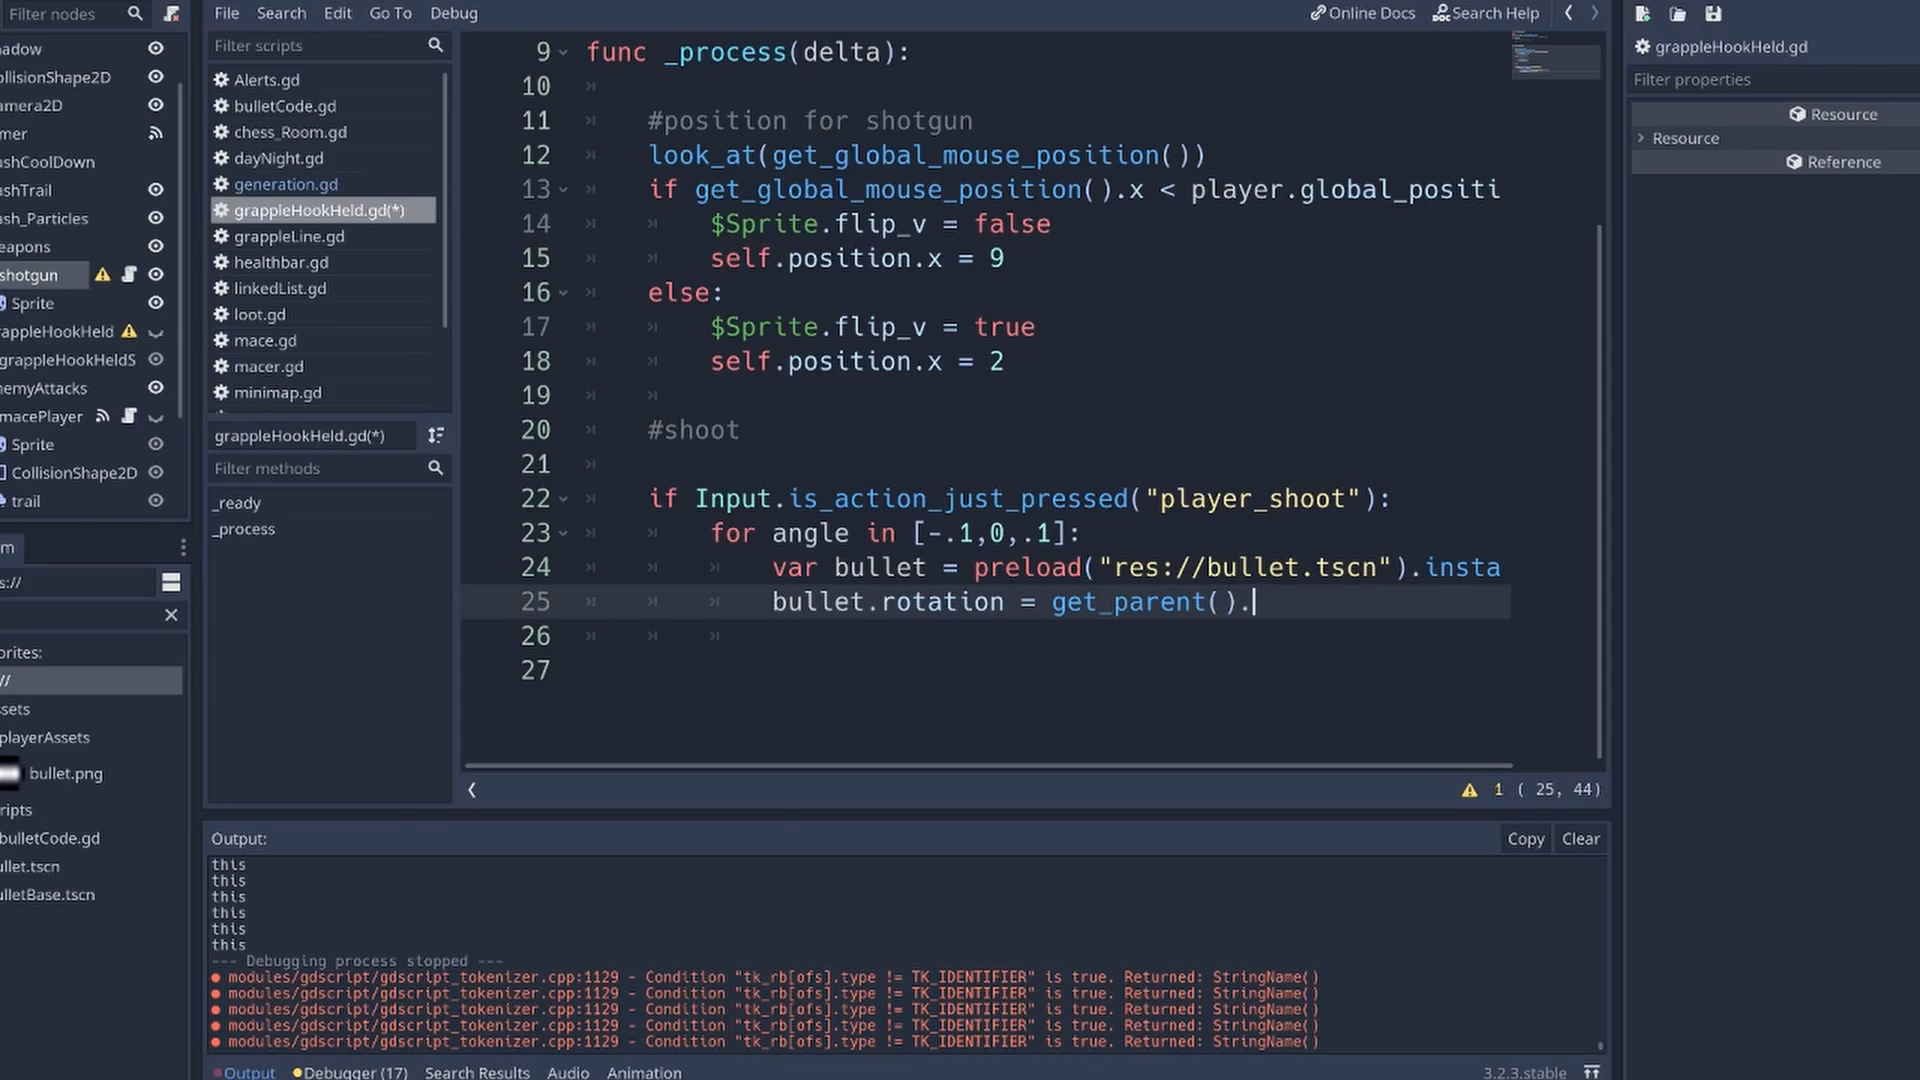 Filter nodes
adow
ollisionShape2D
amera2D
mer
ashCoolDown
ashTrail
ash_Particles
eapons
shotgun
Sprite
appleHookHeld
grappleHookHeldS
nemyAttacks
macePlayer
Sprite
CollisionShape2D
trail
m
s://
orites:
//
ssets
playerAssets
bullet.png
ripts
bulletCode.gd
ullet.tscn
ulletBase.tscn
File Search Edit Go To Debug
Online Docs Search Help
Filter scripts
Alerts.gd
bulletCode.gd
chess_Room.gd
dayNight.gd
generation.gd
grappleHookHeld.gd(*)
grappleLine.gd
healthbar.gd
linkedList.gd
loot.gd
mace.gd
macer.gd
minimap.gd
grappleHookHeld.gd(*)
Filter methods
_ready
_process
9 func _process(delta):
10
11 #position for shotgun
12 look_at(get_global_mouse_position())
13 if get_global_mouse_position().x < player.global_positi
14 $Sprite.flip_v = false
15 self.position.x = 9
16 else:
17 $Sprite.flip_v = true
18 self.position.x = 2
19
20 #shoot
21
22 if Input.is_action_just_pressed("player_shoot"):
23 for angle in [-.1,0,.1]:
24 var bullet = preload("res://bullet.tscn").insta
25 bullet.rotation = get_parent().
26
27
1 ( 25, 44)
Output: Copy Clear
this
this
this
this
this
this
--- Debugging process stopped ---
modules/gdscript/gdscript_tokenizer.cpp:1129 - Condition "tk_rb[ofs].type != TK_IDENTIFIER" is true. Returned: StringName()
modules/gdscript/gdscript_tokenizer.cpp:1129 - Condition "tk_rb[ofs].type != TK_IDENTIFIER" is true. Returned: StringName()
modules/gdscript/gdscript_tokenizer.cpp:1129 - Condition "tk_rb[ofs].type != TK_IDENTIFIER" is true. Returned: StringName()
modules/gdscript/gdscript_tokenizer.cpp:1129 - Condition "tk_rb[ofs].type != TK_IDENTIFIER" is true. Returned: StringName()
modules/gdscript/gdscript_tokenizer.cpp:1129 - Condition "tk_rb[ofs].type != TK_IDENTIFIER" is true. Returned: StringName()
Output Debugger (17) Search Results Audio Animation 3.2.3.stable
grappleHookHeld.gd
Filter properties
Resource
Resource
Reference